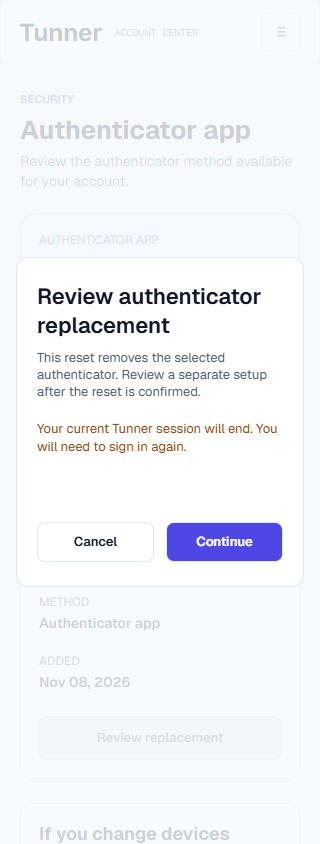 Tunner ACCOUNT CENTER
SECURITY
Authenticator app
Review the authenticator method available
for your account.
AUTHENTICATOR APP
Review authenticator
replacement
This reset removes the selected
authenticator. Review a separate setup
after the reset is confirmed.
Your current Tunner session will end. You
will need to sign in again.
Cancel Continue
METHOD
Authenticator app
ADDED
Nov 08, 2026
Review replacement
If you change devices